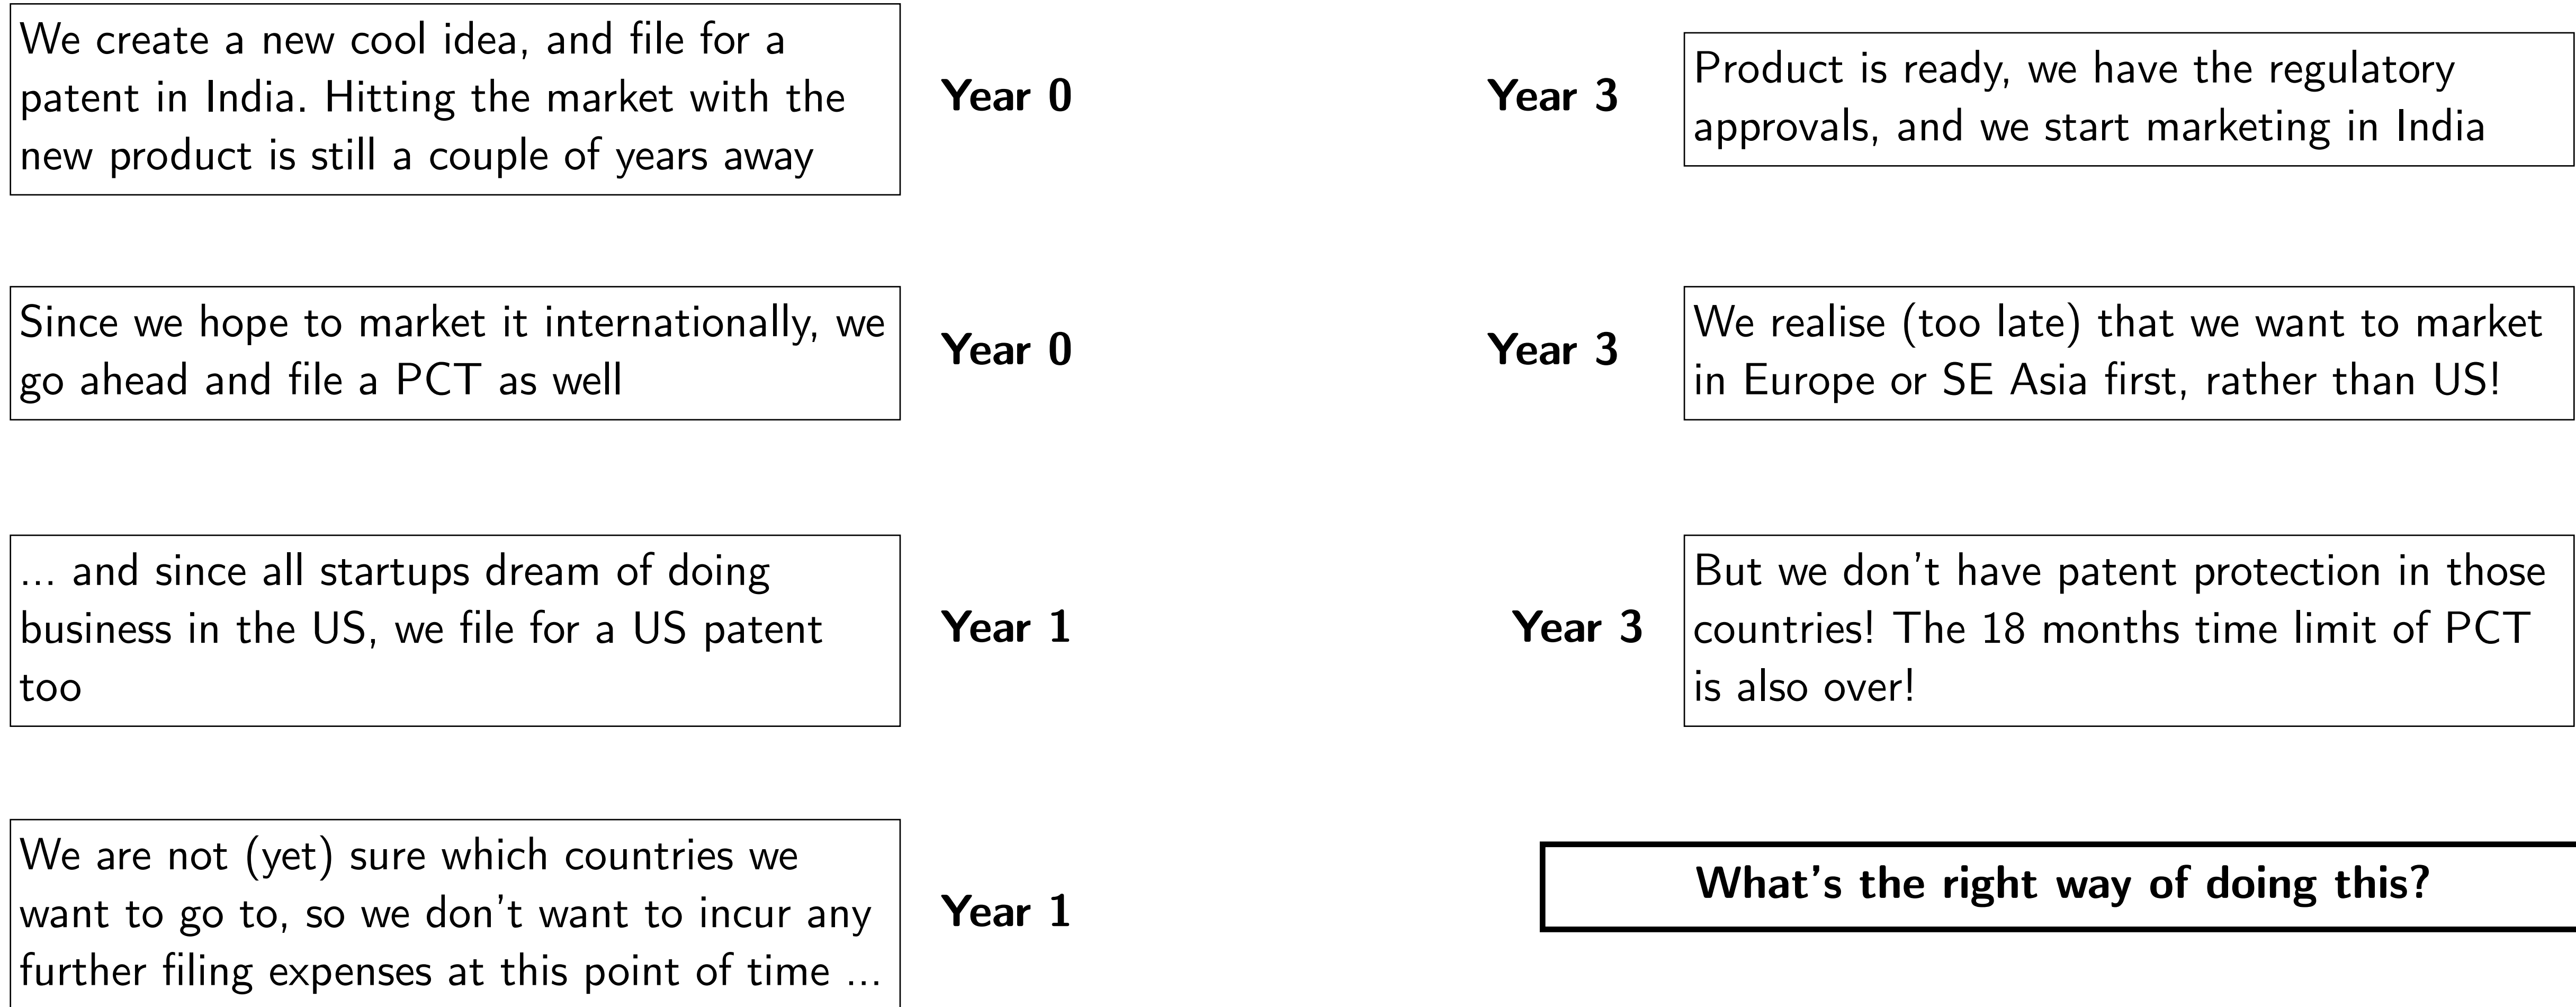 We create a new cool idea, and file for a
patent in India. Hitting the market with the
new product is still a couple of years away
Year 0
Since we hope to market it internationally, we
go ahead and file a PCT as well
Year 0
... and since all startups dream of doing
business in the US, we file for a US patent
too
Year 1
We are not (yet) sure which countries we
want to go to, so we don't want to incur any
further filing expenses at this point of time ...
Year 1
Year 3
Product is ready, we have the regulatory
approvals, and we start marketing in India
Year 3
We realise (too late) that we want to market
in Europe or SE Asia first, rather than US!
Year 3
But we don't have patent protection in those
countries! The 18 months time limit of PCT
is also over!
What's the right way of doing this?